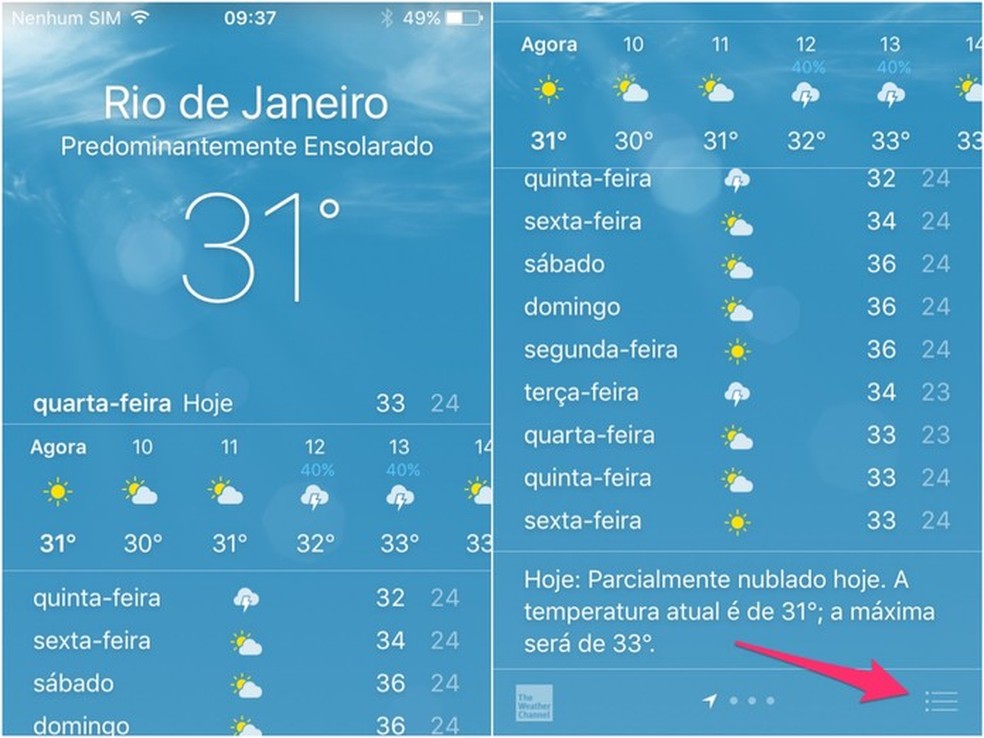 Nenhum SIM 09:37 49%
Rio de Janeiro
Predominantemente Ensolarado
31°
quarta-feira Hoje 33 24
Agora 10 11 12 13 14
40% 40%
31° 30° 31° 32° 33° 33
quinta-feira 32 24
sexta-feira 34 24
sábado 36 24
domingo 36 24
Agora 10 11 12 13 14
40% 40%
31° 30° 31° 32° 33° 33
quinta-feira 32 24
sexta-feira 34 24
sábado 36 24
domingo 36 24
segunda-feira 36 24
terça-feira 34 23
quarta-feira 33 23
quinta-feira 33 24
sexta-feira 33 24
Hoje: Parcialmente nublado hoje. A
temperatura atual é de 31°; a máxima
será de 33°.
The
Weather
Channel